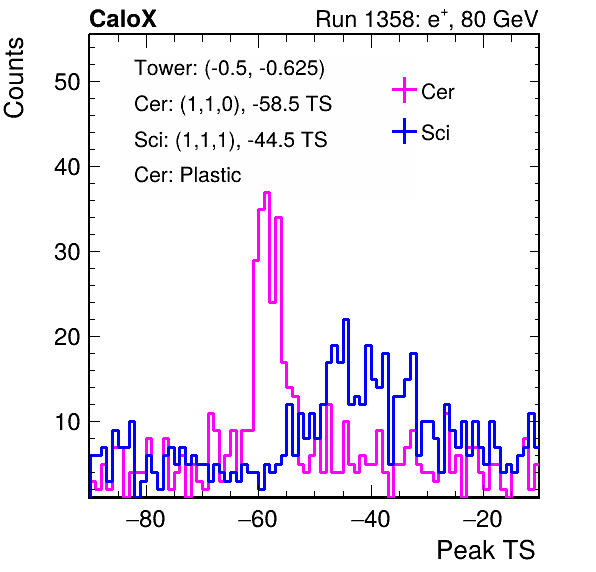 CaloX Run 1358: e⁺, 80 GeV
Counts
Tower: (-0.5, -0.625)
Cer: (1,1,0), -58.5 TS
Sci: (1,1,1), -44.5 TS
Cer: Plastic
Cer
Sci
50
40
30
20
10
−80 −60 −40 −20
Peak TS